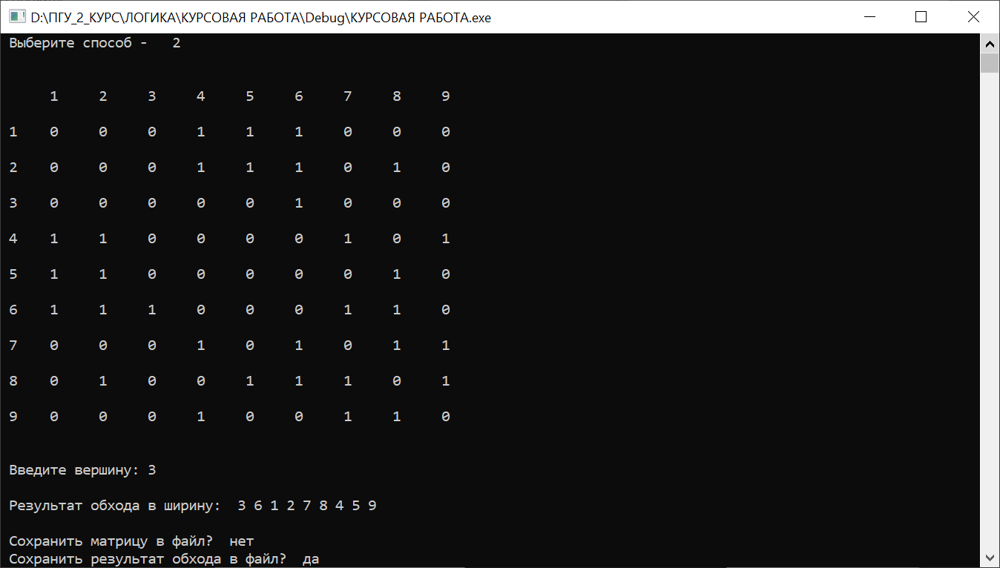 D:\ПГУ_2_КУРС\ЛОГИКА\КУРСОВАЯ РАБОТА\Debug\КУРСОВАЯ РАБОТА.exe
Выберите способ - 2
1 2 3 4 5 6 7 8 9
1 0 0 0 1 1 1 0 0 0
2 0 0 0 1 1 1 0 1 0
3 0 0 0 0 0 1 0 0 0
4 1 1 0 0 0 0 1 0 1
5 1 1 0 0 0 0 0 1 0
6 1 1 1 0 0 0 1 1 0
7 0 0 0 1 0 1 0 1 1
8 0 1 0 0 1 1 1 0 1
9 0 0 0 1 0 0 1 1 0
Введите вершину: 3
Результат обхода в ширину: 3 6 1 2 7 8 4 5 9
Сохранить матрицу в файл? нет
Сохранить результат обхода в файл? да